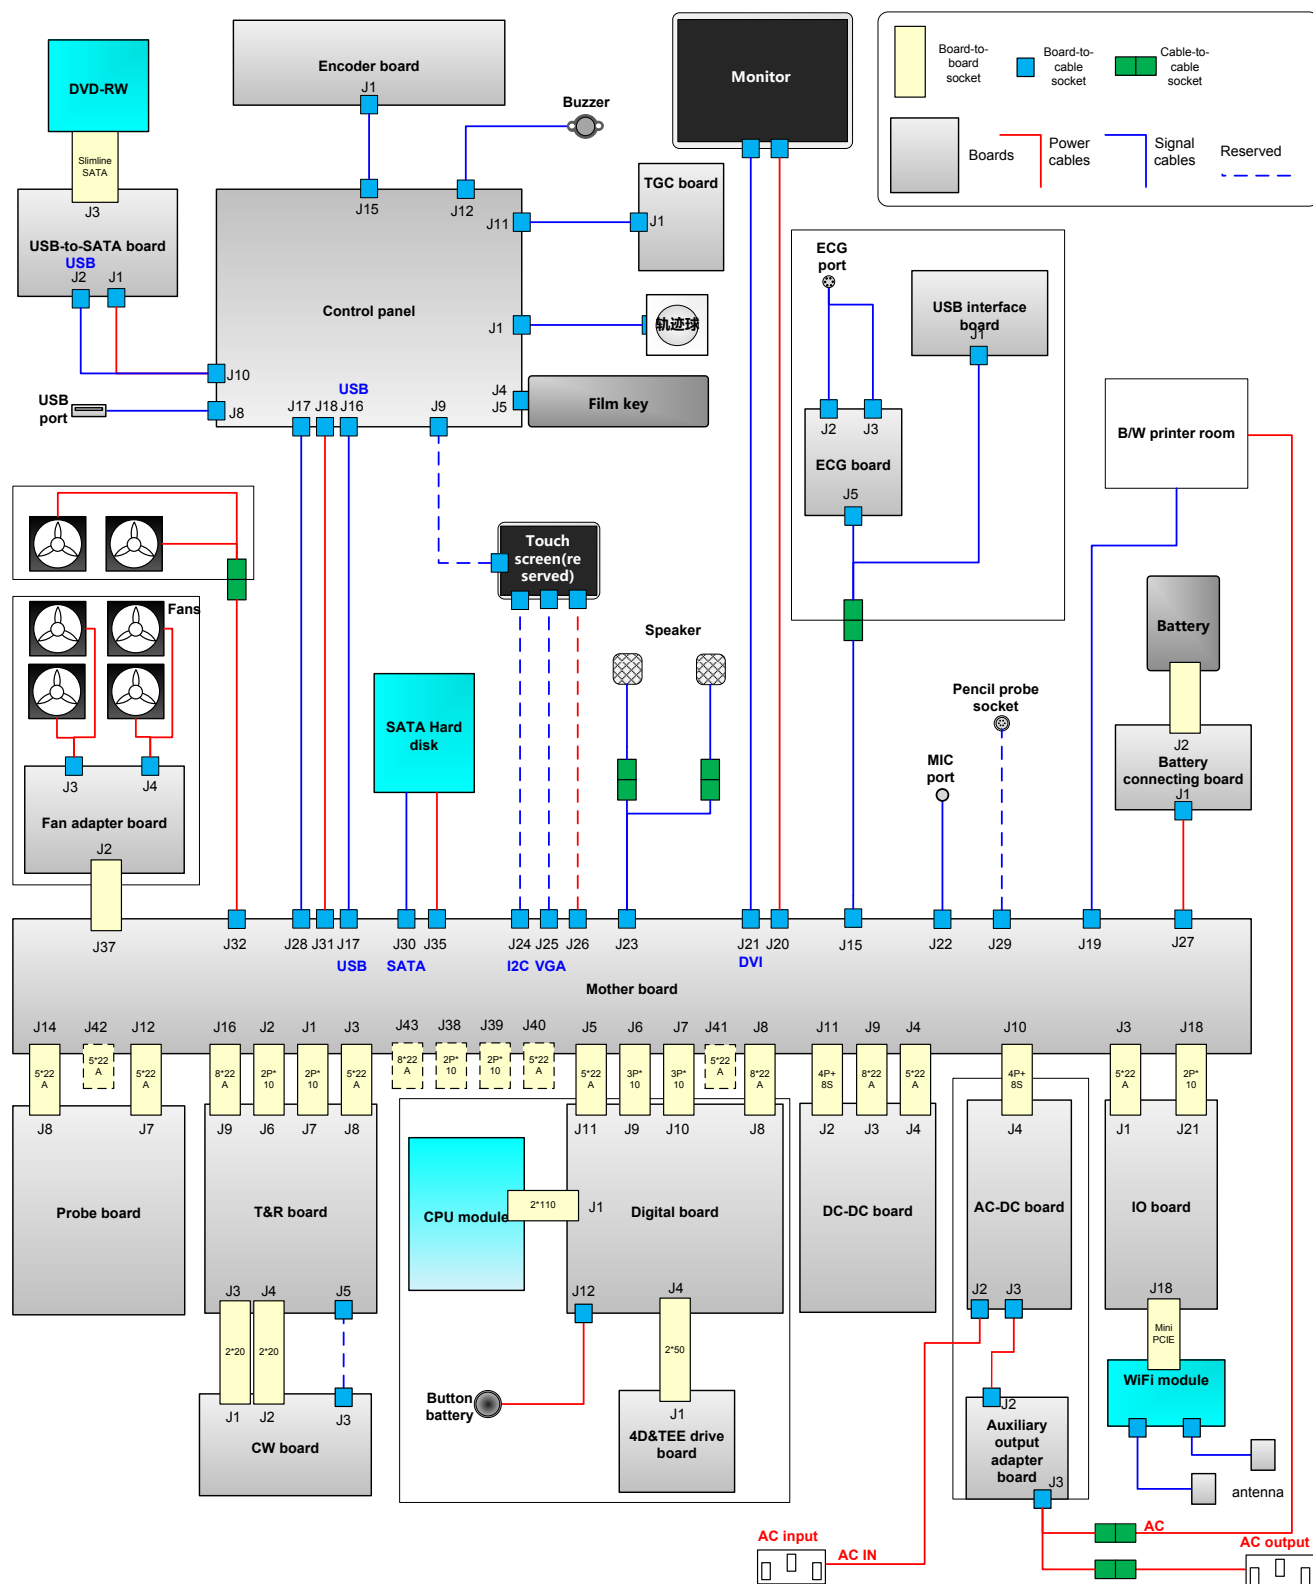 DVD-RW
Slimline
SATA
J3
USB-to-SATA board
USB
J2
J1
USB
port
Encoder board
J1
Buzzer
J15
J12
J11
J1
J10
J8
J4
J5
Control panel
USB
J17
J18
J16
J9
TGC board
J1
轨迹球
Film key
Monitor
Board-to-
board
socket
Board-to-
cable
socket
Cable-to-
cable
socket
Boards
Power
cables
Signal
cables
Reserved
ECG
port
USB interface
board
J1
J2
J3
ECG board
J5
B/W printer room
Touch
screen(re
served)
Fans
J3
J4
Fan adapter board
J2
SATA Hard
disk
Speaker
MIC
port
Pencil probe
socket
Battery
J2
Battery
connecting board
J1
J37
J32
J28
J31
J17
J30
J35
J24
J25
J26
J23
J21
J20
J15
J22
J29
J19
J27
USB
SATA
I2C
VGA
DVI
Mother board
J14
J42
J12
J16
J2
J1
J3
J43
J38
J39
J40
J5
J6
J7
J41
J8
J11
J9
J4
J10
J3
J18
5*22
A
5*22
A
5*22
A
8*22
A
2P*
10
2P*
10
5*22
A
8*22
A
2P*
10
2P*
10
5*22
A
5*22
A
3P*
10
3P*
10
5*22
A
8*22
A
4P+
8S
8*22
A
5*22
A
4P+
8S
5*22
A
2P*
10
J8
J7
J9
J6
J7
J8
J11
J9
J10
J8
J2
J3
J4
J4
J1
J21
Probe board
T&R board
CPU module
2*110
J1
Digital board
DC-DC board
AC-DC board
IO board
J3
J4
J5
J12
J4
J2
J3
J18
2*20
2*20
2*50
Mini
PCIE
J1
J2
J3
CW board
Button
battery
J1
4D&TEE drive
board
J2
Auxiliary
output
adapter
board
J3
WiFi module
antenna
AC input
AC IN
AC
AC output